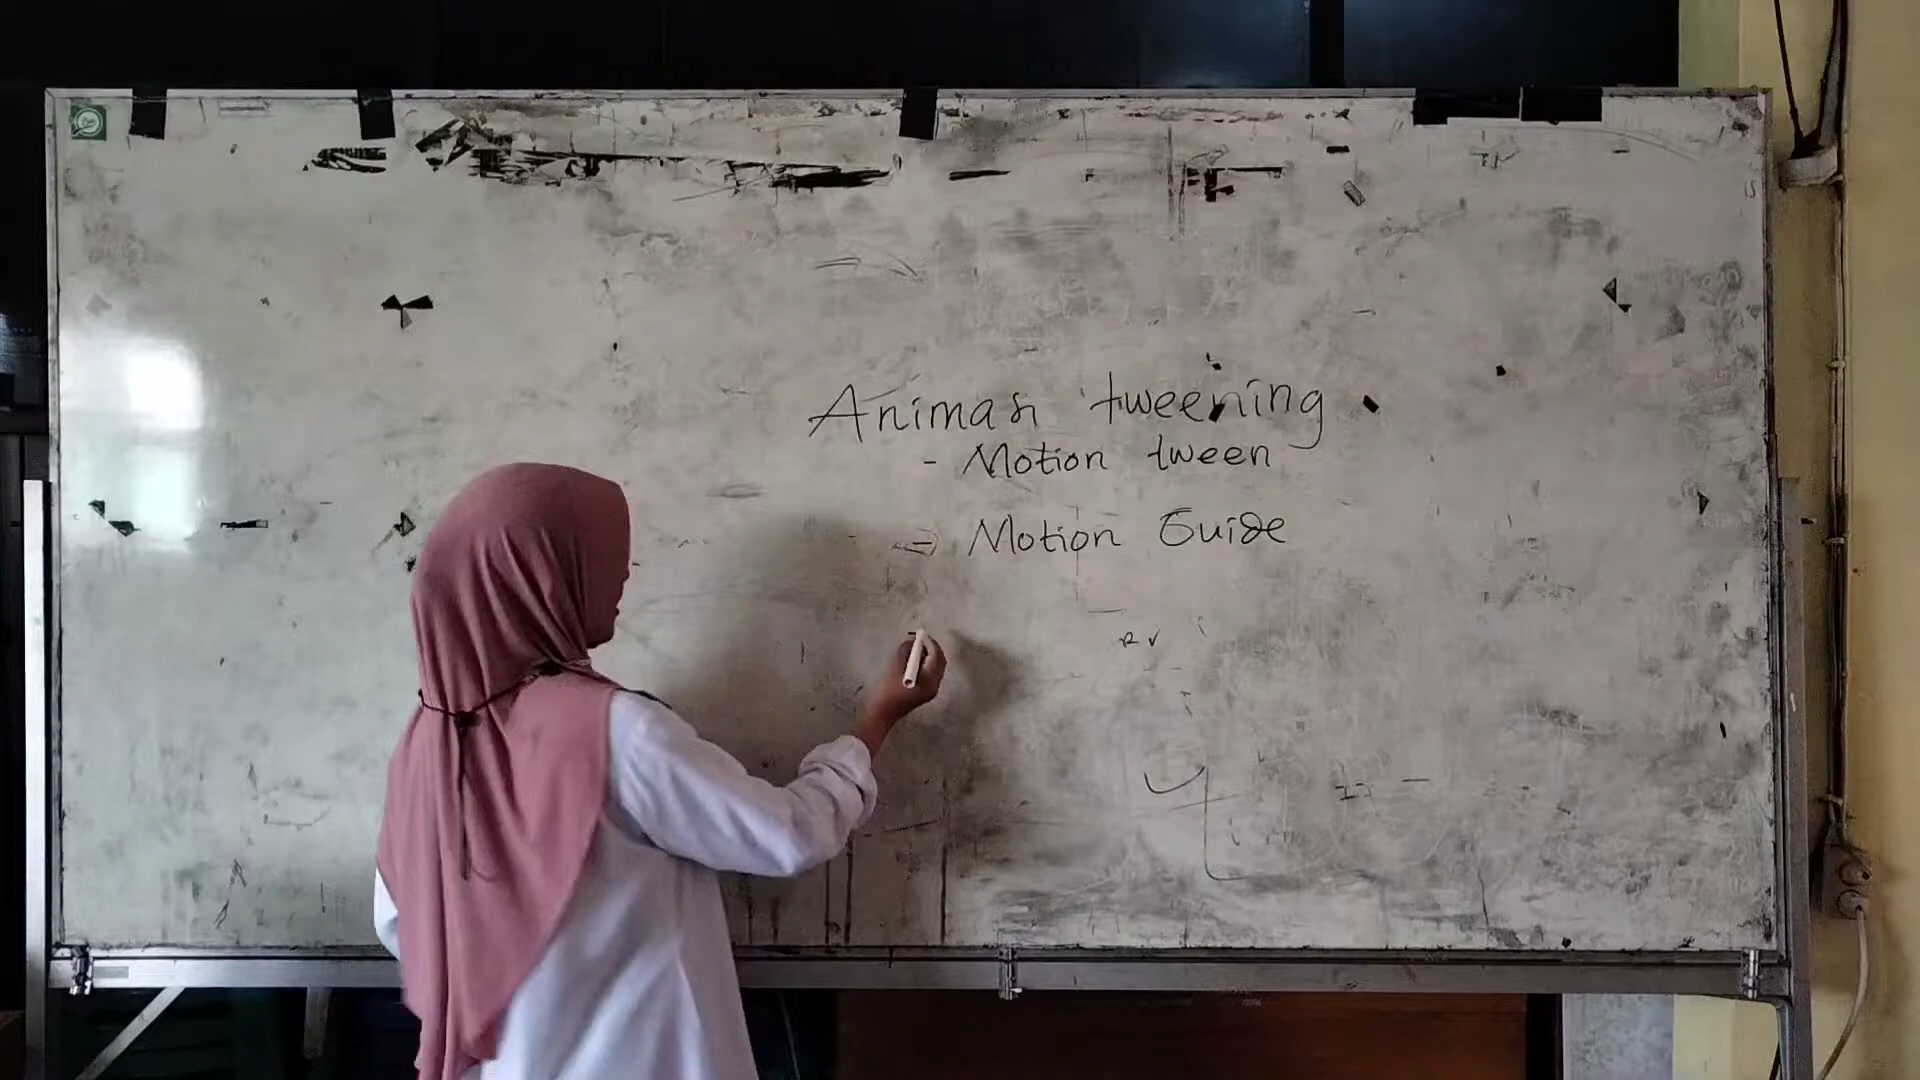 Animasi tweening
- Motion tween
=) Motion Guide